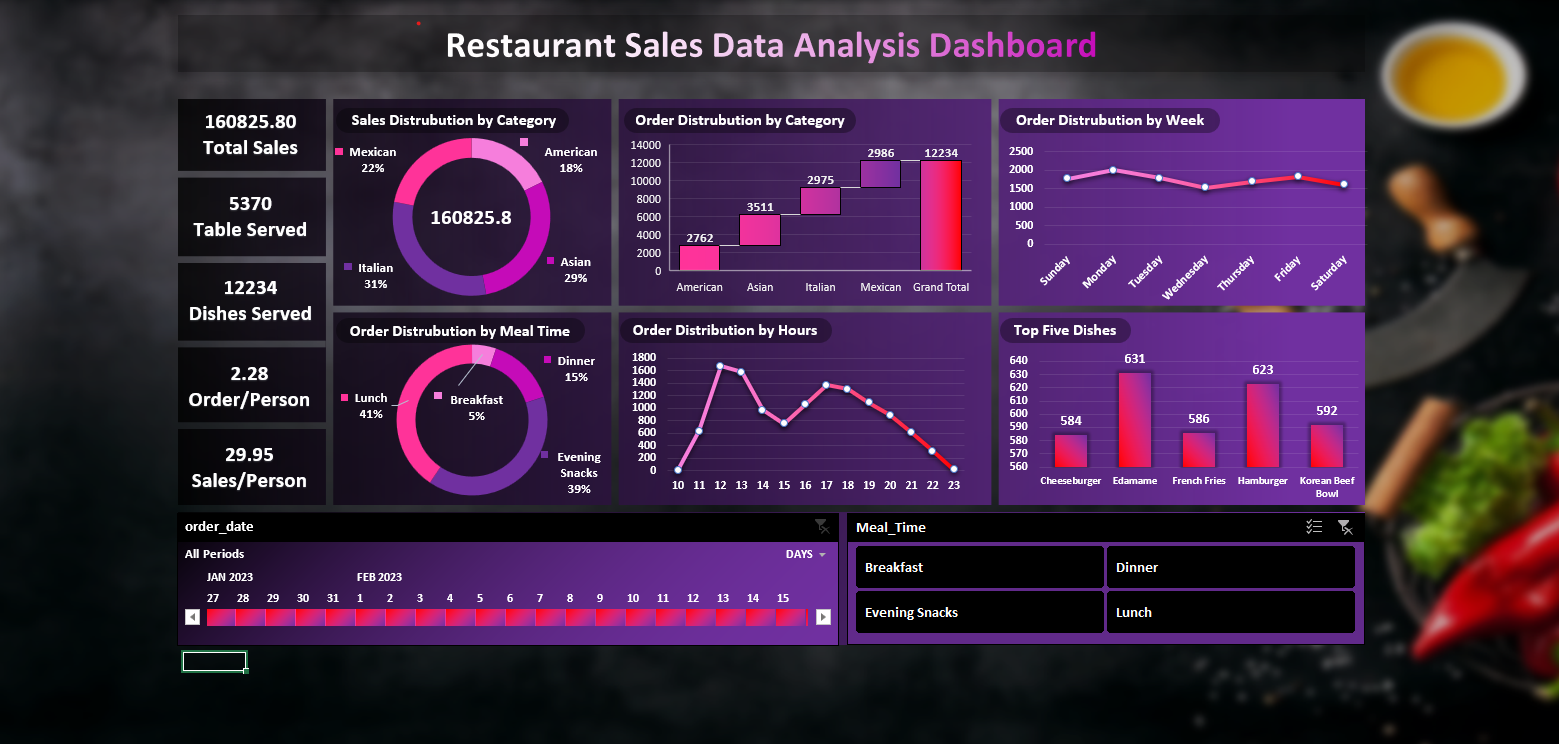 Restaurant Sales Data Analysis Dashboard
160825.80
Total Sales
5370
Table Served
12234
Dishes Served
2.28
Order/Person
29.95
Sales/Person
Sales Distrubution by Category
Mexican
22%
American
18%
160825.8
Italian
31%
Asian
29%
Order Distrubution by Category
14000
12000
10000
8000
6000
4000
2000
0
2762
3511
2975
2986
12234
American
Asian
Italian
Mexican
Grand Total
Order Distrubution by Week
2500
2000
1500
1000
500
0
Sunday
Monday
Tuesday
Wednesday
Thursday
Friday
Saturday
Order Distrubution by Meal Time
Dinner
15%
Lunch
41%
Breakfast
5%
Evening
Snacks
39%
Order Distribution by Hours
1800
1600
1400
1200
1000
800
600
400
200
0
10 11 12 13 14 15 16 17 18 19 20 21 22 23
Top Five Dishes
640
630
620
610
600
590
580
570
560
584
631
586
623
592
Cheeseburger
Edamame
French Fries
Hamburger
Korean Beef
Bowl
order_date
All Periods
DAYS
JAN 2023
FEB 2023
27 28 29 30 31 1 2 3 4 5 6 7 8 9 10 11 12 13 14 15
Meal_Time
Breakfast
Dinner
Evening Snacks
Lunch